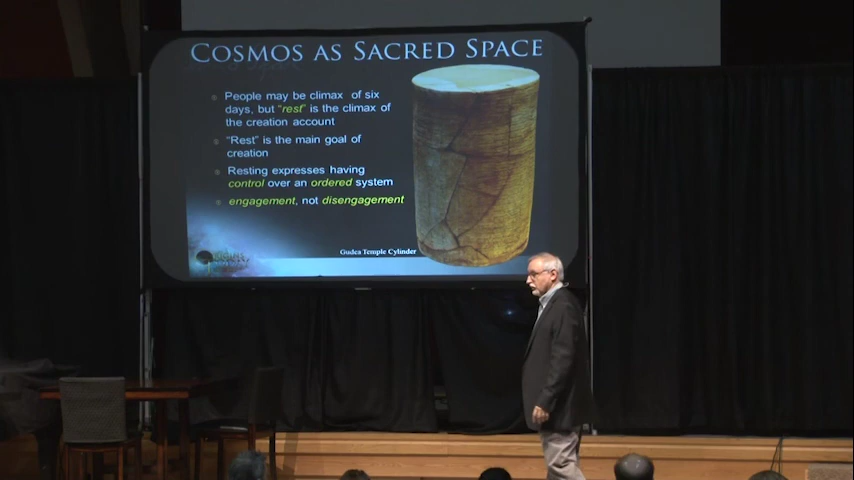 COSMOS AS SACRED SPACE
People may be climax of six
days, but "rest" is the climax of
the creation account
"Rest" is the main goal of
creation
Resting expresses having
control over an ordered system
engagement, not disengagement
Gudea Temple Cylinder